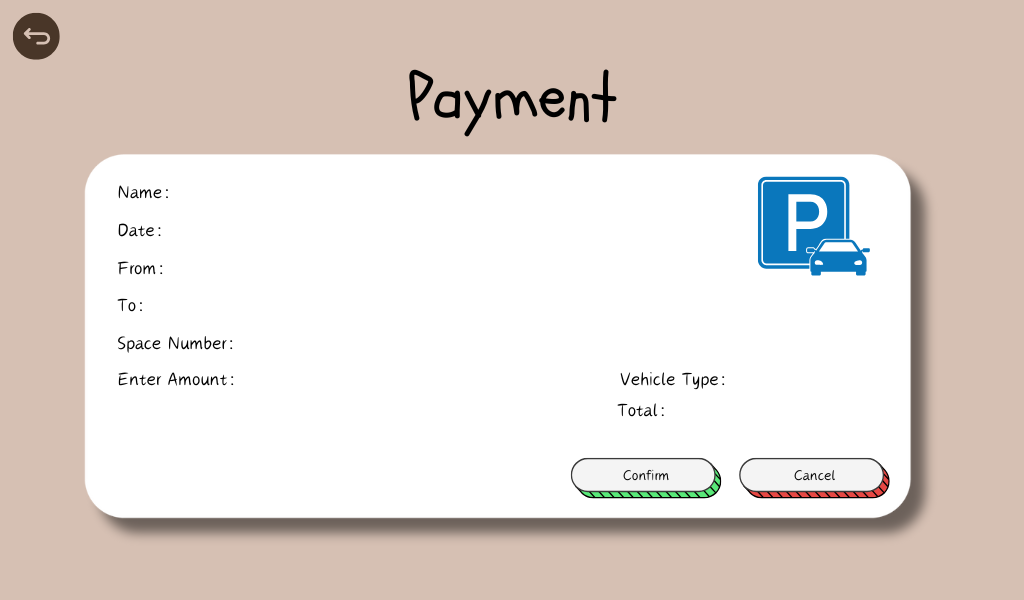 Payment
Name:
P
Date:
From:
To:
Space Number:
Enter Amount:
Vehicle Type:
Total:
Confirm
Cancel